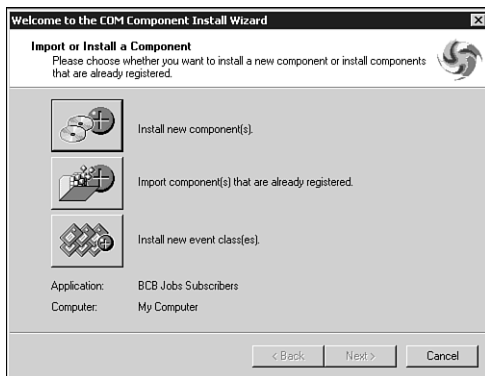 Welcome to the COM Component Install Wizard
Import or Install a Component
Please choose whether you want to install a new component or install components
that are already registered.
Install new component(s).
Import component(s) that are already registered.
Install new event class(es).
Application: BCB Jobs Subscribers
Computer: My Computer
< Back Next > Cancel